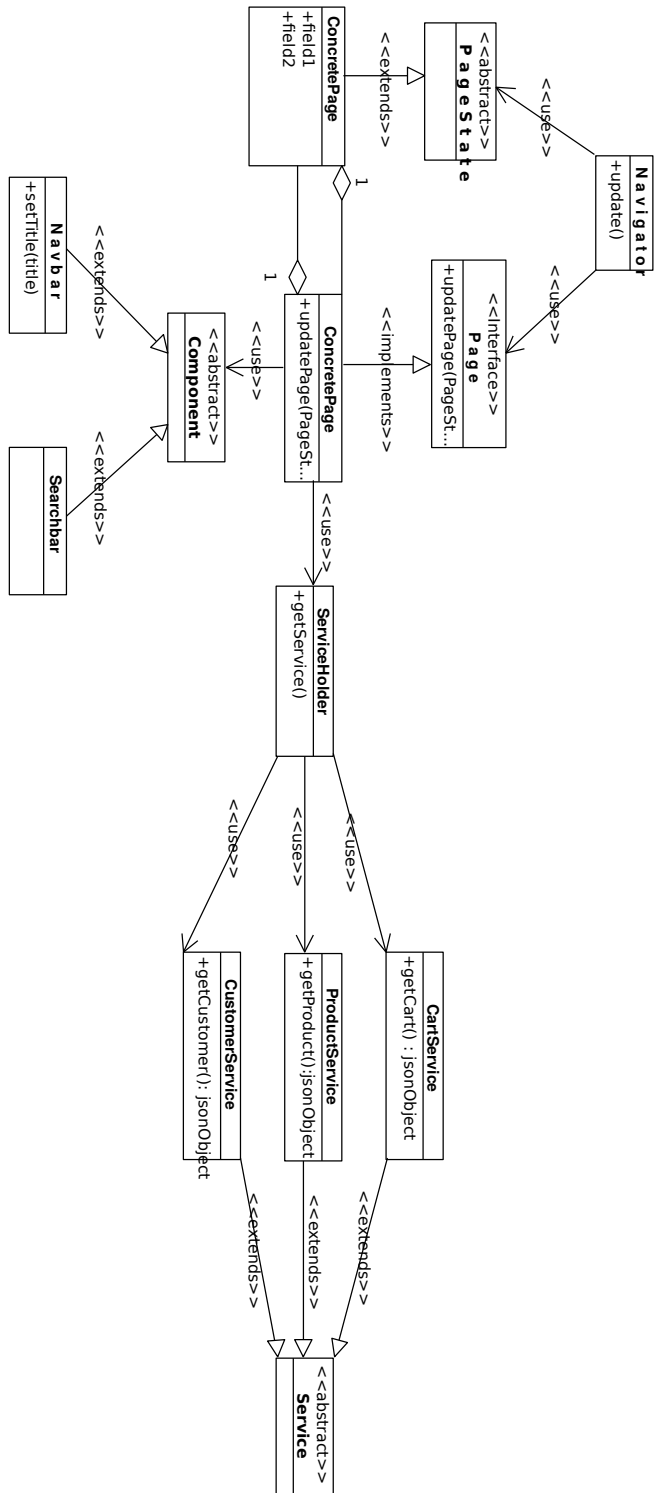 Navigator
+update()
<<use>>
<<use>>
<<abstract>>
PageState
<<Interface>>
Page
+updatePage(PageSt...
<<extends>>
<<implements>>
ConcretePage
+field1
+field2
1
1
ConcretePage
+updatePage(PageSt...
<<use>>
<<use>>
<<abstract>>
Component
<<extends>>
<<extends>>
Navbar
+setTitle(title)
Searchbar
ServiceHolder
+getService()
<<use>>
<<use>>
<<use>>
CartService
+getCart() : jsonObject
ProductService
+getProduct():jsonObject
CustomerService
+getCustomer(): jsonObject
<<extends>>
<<extends>>
<<extends>>
<<abstract>>
Service